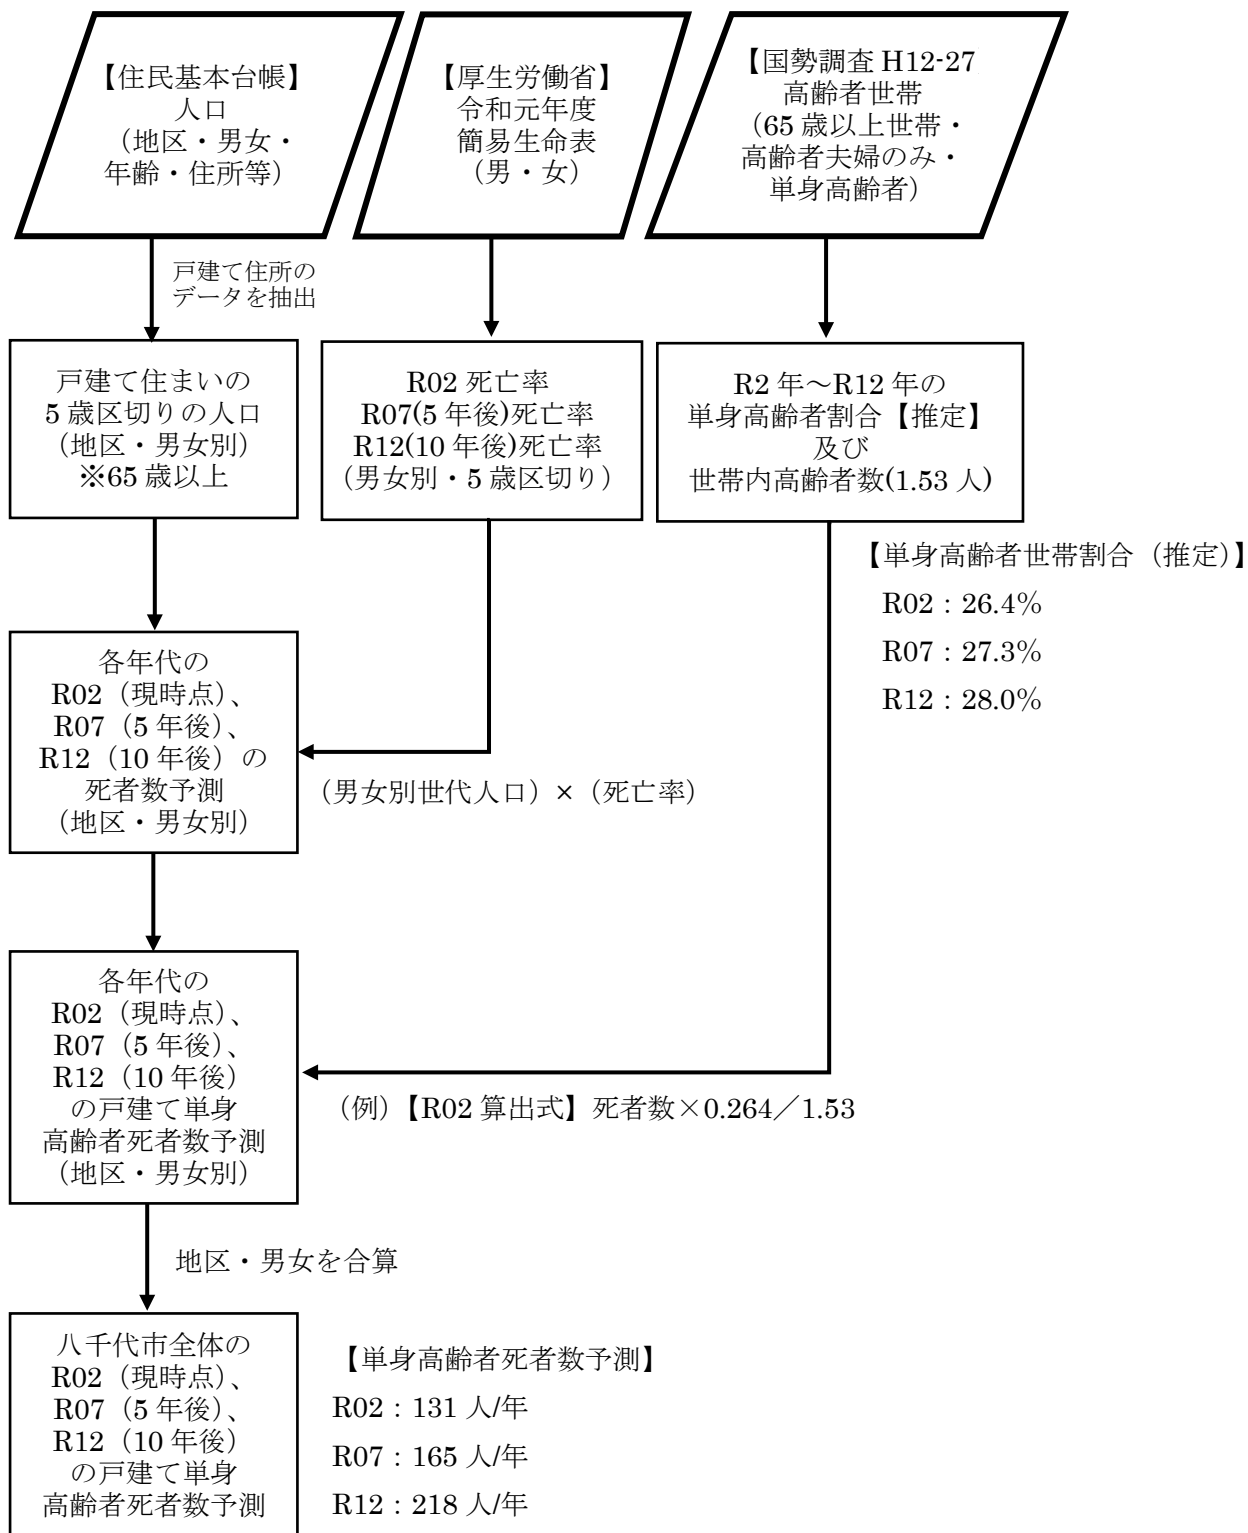 【住民基本台帳】
人口
（地区・男女・
年齢・住所等）
【厚生労働省】
令和元年度
簡易生命表
（男・女）
【国勢調査 H12-27
高齢者世帯
（65 歳以上世帯・
高齢者夫婦のみ・
単身高齢者）
戸建て住所の
データを抽出
戸建て住まいの
5 歳区切りの人口
（地区・男女別）
※65 歳以上
R02 死亡率
R07(5 年後)死亡率
R12(10 年後)死亡率
（男女別・5 歳区切り）
R2 年～R12 年の
単身高齢者割合【推定】
及び
世帯内高齢者数(1.53 人)
【単身高齢者世帯割合（推定）】
R02：26.4%
R07：27.3%
R12：28.0%
各年代の
R02（現時点）、
R07（5 年後）、
R12（10 年後）の
死者数予測
（地区・男女別）
（男女別世代人口）×（死亡率）
各年代の
R02（現時点）、
R07（5 年後）、
R12（10 年後）
の戸建て単身
高齢者死者数予測
（地区・男女別）
（例）【R02 算出式】死者数×0.264／1.53
地区・男女を合算
八千代市全体の
R02（現時点）、
R07（5 年後）、
R12（10 年後）
の戸建て単身
高齢者死者数予測
【単身高齢者死者数予測】
R02：131 人/年
R07：165 人/年
R12：218 人/年